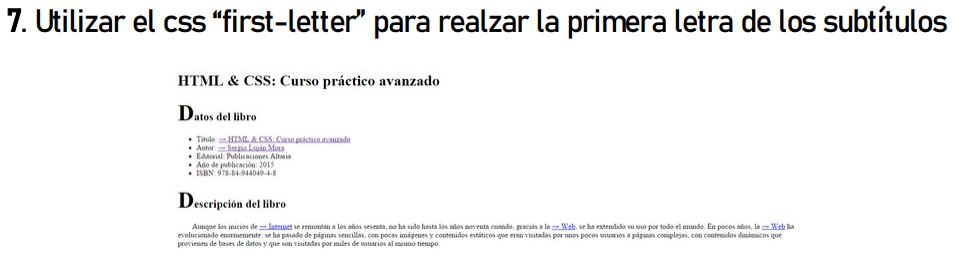 7. Utilizar el css “first-letter” para realzar la primera letra de los subtítulos
HTML & CSS: Curso práctico avanzado
Datos del libro
• Título: → HTML & CSS: Curso práctico avanzado
• Autor: → Sergio Luján Mora
• Editorial: Publicaciones Altaria
• Año de publicación: 2015
• ISBN: 978-84-944049-4-8
Descripción del libro
Aunque los inicios de → Internet se remontan a los años sesenta, no ha sido hasta los años noventa cuando, gracias a la → Web, se ha extendido su uso por todo el mundo. En pocos años, la → Web ha
evolucionado enormemente: se ha pasado de páginas sencillas, con pocas imágenes y contenidos estáticos que eran visitadas por unos pocos usuarios a páginas complejas, con contenidos dinámicos que
provienen de bases de datos y que son visitadas por miles de usuarios al mismo tiempo.